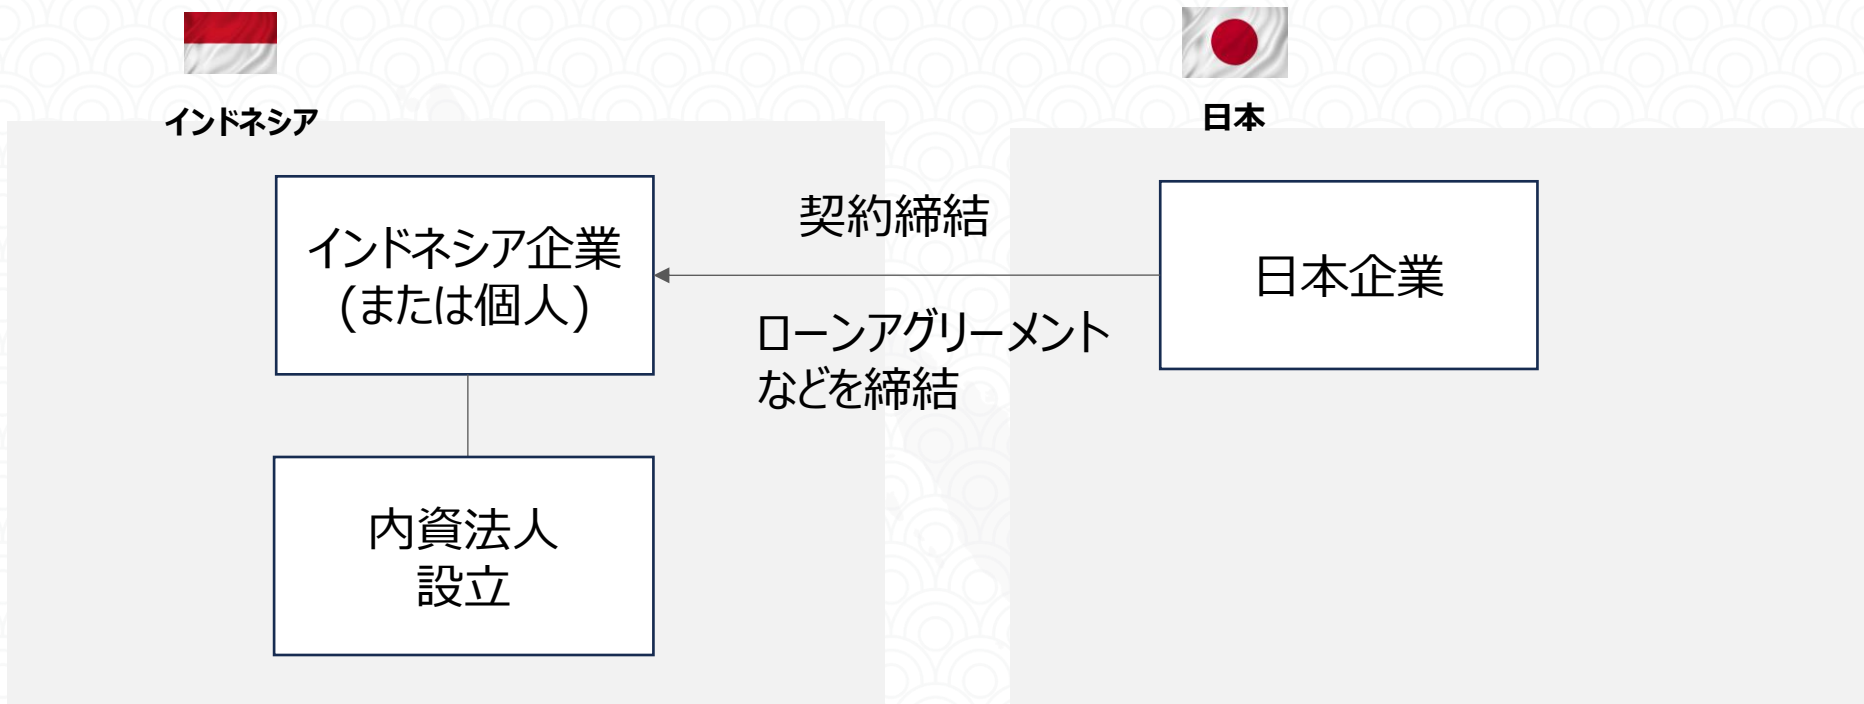 インドネシア
日本
インドネシア企業
(または個人)
契約締結
ローンアグリーメント
などを締結
日本企業
内資法人
設立